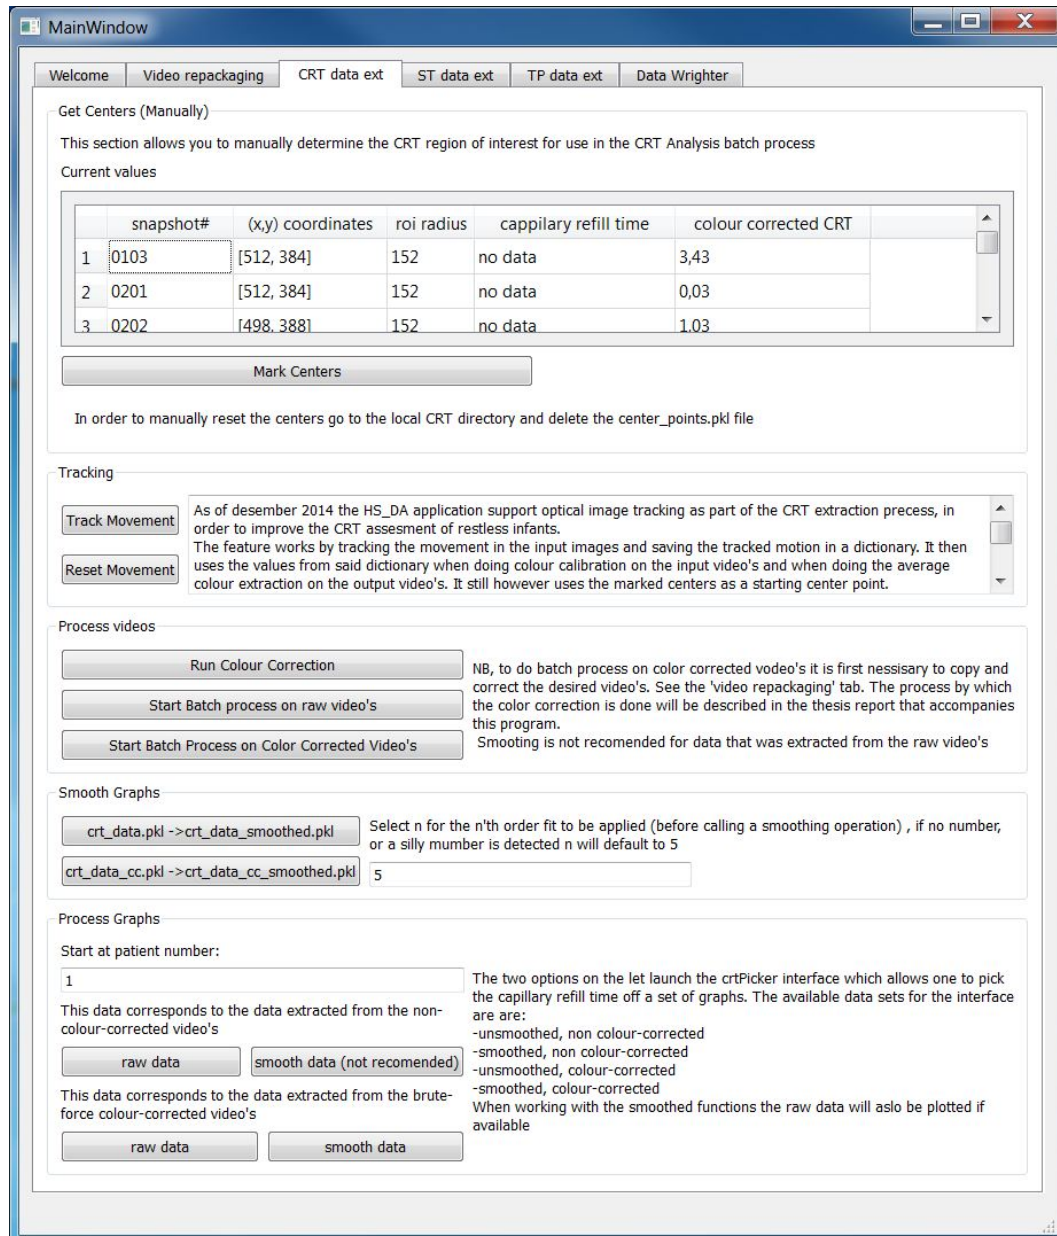 MainWindow
Welcome Video repackaging CRT data ext ST data ext TP data ext Data Wrighter
Get Centers (Manually)
This section allows you to manually determine the CRT region of interest for use in the CRT Analysis batch process
Current values
snapshot# (x,y) coordinates roi radius cappilary refill time colour corrected CRT
1 0103 [512, 384] 152 no data 3,43
2 0201 [512, 384] 152 no data 0,03
3 0202 [498, 388] 152 no data 1,03
Mark Centers
In order to manually reset the centers go to the local CRT directory and delete the center_points.pkl file
Tracking
Track Movement
Reset Movement
As of desember 2014 the HS_DA application support optical image tracking as part of the CRT extraction precess, in
order to improve the CRT assesment of restless infants.
The feature works by tracking the movement in the input images and saving the tracked motion in a dictionary. It then
uses the values from said dictionary when doing colour calibration on the input video's and when doing the average
colour extraction on the output video's. It still however uses the marked centers as a starting center point.
Process videos
Run Colour Correction
Start Batch process on raw video's
Start Batch Process on Color Corrected Video's
NB, to do batch process on color corrected vodeo's it is first nessisary to copy and
correct the desired video's. See the 'video repackaging' tab. The process by which
the color correction is done will be described in the thesis report that accompanies
this program.
Smooting is not recomended for data that was extracted from the raw video's
Smooth Graphs
crt_data.pkl ->crt_data_smoothed.pkl
crt_data_cc.pkl ->crt_data_cc_smoothed.pkl
Select n for the n'th order fit to be applied (before calling a smoothing operation) , if no number,
or a silly mumber is detected n will default to 5
5
Process Graphs
Start at patient number:
1
This data corresponds to the data extracted from the non-
colour-corrected video's
raw data smooth data (not recomended)
This data corresponds to the data extracted from the brute-
force colour-corrected video's
raw data smooth data
The two options on the let launch the crtPicker interface which allows one to pick
the capillary refill time off a set of graphs. The available data sets for the interface
are are:
-unsmoothed, non colour-corrected
-smoothed, non colour-corrected
-unsmoothed, colour-corrected
-smoothed, colour-corrected
When working with the smoothed functions the raw data will aslo be plotted if
available